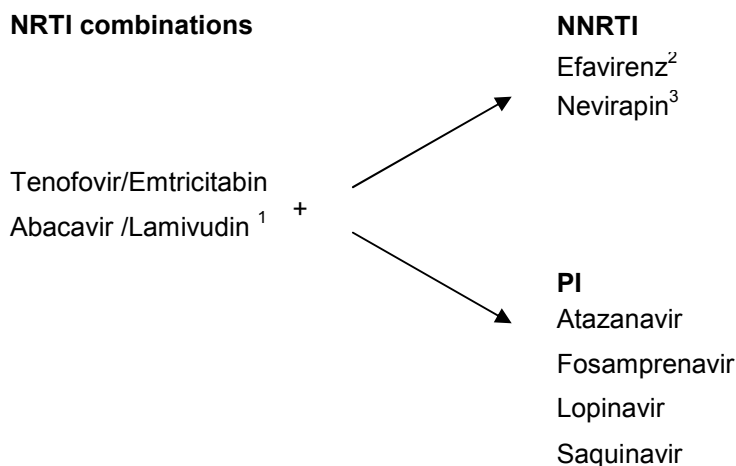 NRTI combinations
Tenofovir/Emtricitabin
Abacavir /Lamivudin ¹
+
NNRTI
Efavirenz²
Nevirapin³
PI
Atazanavir
Fosamprenavir
Lopinavir
Saquinavir